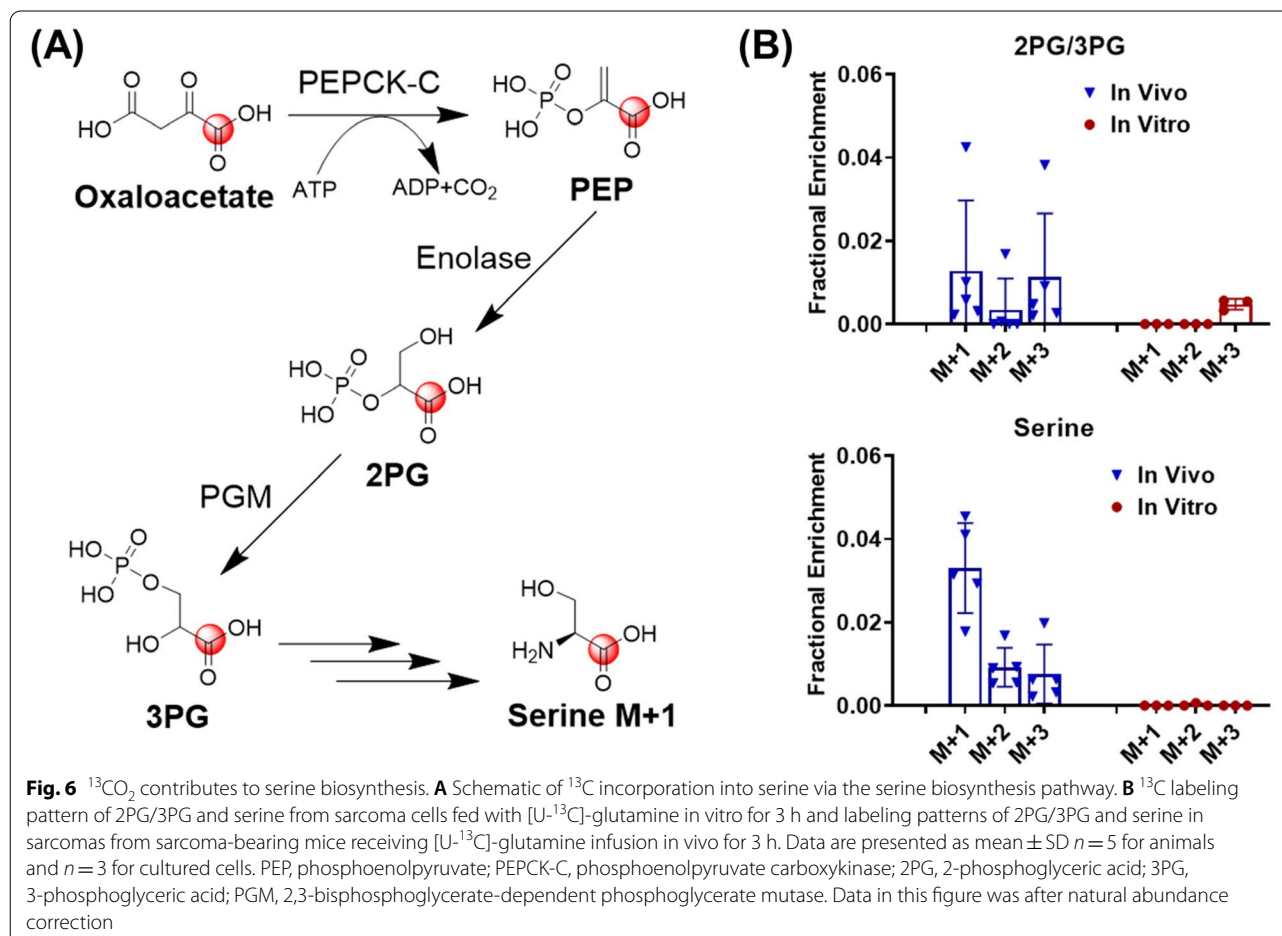 (A)
PEPCK-C
Oxaloacetate
ATP
ADP+CO₂
PEP
Enolase
2PG
PGM
3PG
Serine M+1
HO
O
O
OH
O
O
HO
P
HO
O
OH
O
OH
O
HO
P
HO
O
OH
O
O
HO
P
HO
O
HO
OH
O
HO
H₂N
OH
O
(B)
2PG/3PG
Fractional Enrichment
0.06
0.04
0.02
0.00
In Vivo
In Vitro
M+1
M+2
M+3
M+1
M+2
M+3
Serine
Fractional Enrichment
0.06
0.04
0.02
0.00
In Vivo
In Vitro
M+1
M+2
M+3
M+1
M+2
M+3
Fig. 6 ¹³CO₂ contributes to serine biosynthesis. A Schematic of ¹³C incorporation into serine via the serine biosynthesis pathway. B ¹³C labeling
pattern of 2PG/3PG and serine from sarcoma cells fed with [U-¹³C]-glutamine in vitro for 3 h and labeling patterns of 2PG/3PG and serine in
sarcomas from sarcoma-bearing mice receiving [U-¹³C]-glutamine infusion in vivo for 3 h. Data are presented as mean ± SD n = 5 for animals
and n = 3 for cultured cells. PEP, phosphoenolpyruvate; PEPCK-C, phosphoenolpyruvate carboxykinase; 2PG, 2-phosphoglyceric acid; 3PG,
3-phosphoglyceric acid; PGM, 2,3-bisphosphoglycerate-dependent phosphoglycerate mutase. Data in this figure was after natural abundance
correction